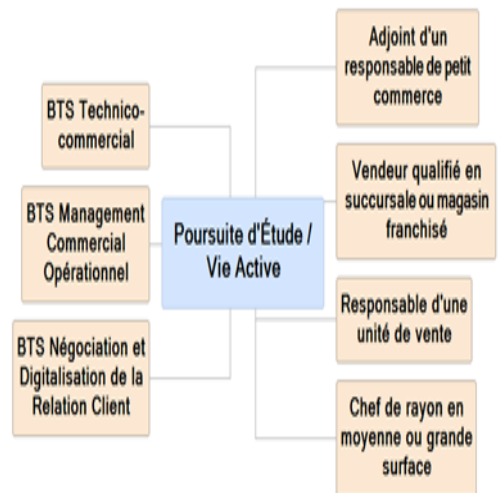 BTS Technico-
commercial
BTS Management
Commercial
Opérationnel
BTS Négociation et
Digitalisation de la
Relation Client
Poursuite d'Étude /
Vie Active
Adjoint d'un
responsable de petit
commerce
Vendeur qualifié en
succursale ou magasin
franchisé
Responsable d'une
unité de vente
Chef de rayon en
moyenne ou grande
surface